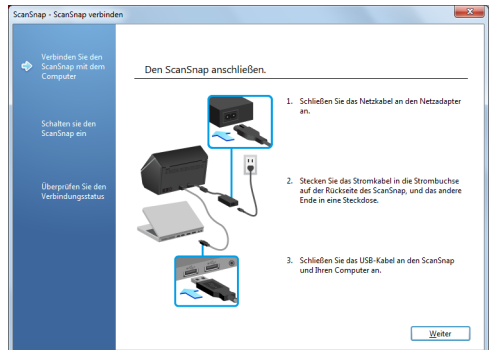 ScanSnap - ScanSnap verbinden
Verbinden Sie den
ScanSnap mit dem
Computer
Schalten sie den
ScanSnap ein
Überprüfen Sie den
Verbindungsstatus
Den ScanSnap anschließen.
1. Schließen Sie das Netzkabel an den Netzadapter
an.
2. Stecken Sie das Stromkabel in die Strombuchse
auf der Rückseite des ScanSnap, und das andere
Ende in eine Steckdose.
3. Schließen Sie das USB-Kabel an den ScanSnap
und Ihren Computer an.
Weiter